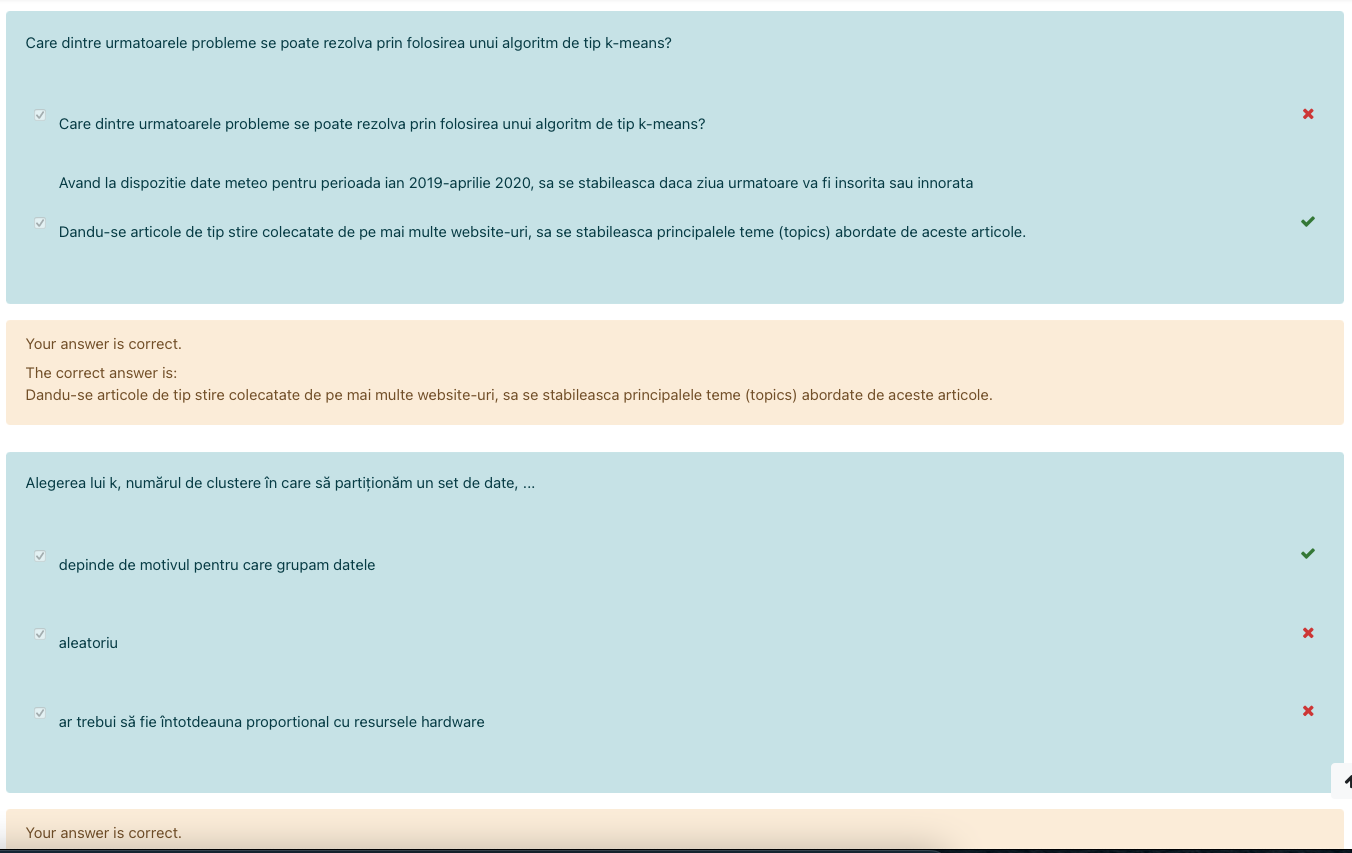 Care dintre urmatoarele probleme se poate rezolva prin folosirea unui algoritm de tip k-means?
Care dintre urmatoarele probleme se poate rezolva prin folosirea unui algoritm de tip k-means?
Avand la dispozitie date meteo pentru perioada ian 2019-aprilie 2020, sa se stabileasca daca ziua urmatoare va fi insorita sau innorata
Dandu-se articole de tip stire colecatate de pe mai multe website-uri, sa se stabileasca principalele teme (topics) abordate de aceste articole.
Your answer is correct.
The correct answer is:
Dandu-se articole de tip stire colecatate de pe mai multe website-uri, sa se stabileasca principalele teme (topics) abordate de aceste articole.
Alegerea lui k, numărul de clustere în care să partiționăm un set de date, ...
depinde de motivul pentru care grupam datele
aleatoriu
ar trebui să fie întotdeauna proportional cu resursele hardware
Your answer is correct.